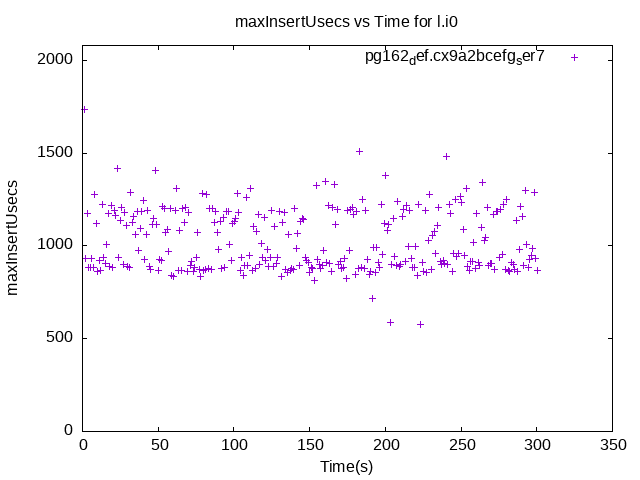 maxInsertUsecs vs Time for l.i0
pg162_def.cx9a2bcefg_ser7
2000
1500
1000
500
0
maxInsertUsecs
0 50 100 150 200 250 300 350
Time(s)